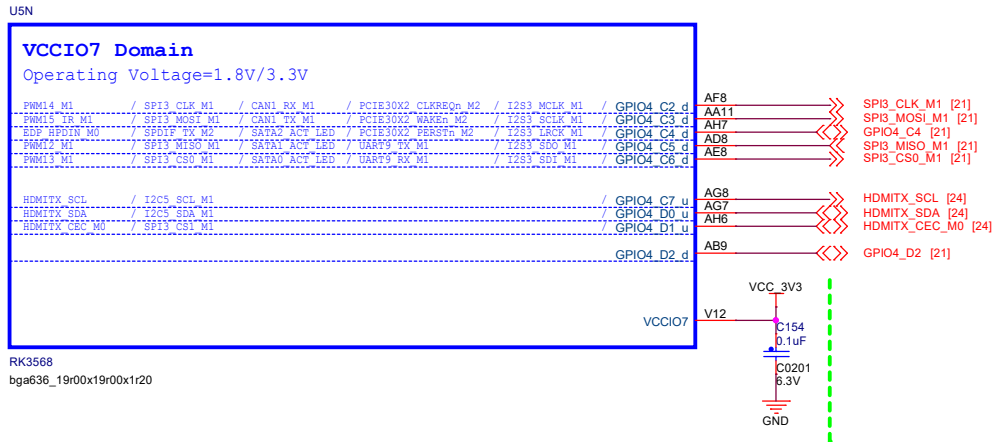 U5N
VCCIO7 Domain
Operating Voltage=1.8V/3.3V
PWM14_M1 / SPI3_CLK_M1 / CAN1_RX_M1 / PCIE30X2_CLKREQn_M2 / I2S3_MCLK_M1 / GPIO4_C2_d AF8 SPI3_CLK_M1 [21]
PWM15_IR_M1 / SPI3_MOSI_M1 / CAN1_TX_M1 / PCIE30X2_WAKEn_M2 / I2S3_SCLK_M1 / GPIO4_C3_d AA11 SPI3_MOSI_M1 [21]
EDP_HPDIN_M0 / SPDIF_TX_M2 / SATA2_ACT_LED / PCIE30X2_PERSTn_M2 / I2S3_LRCK_M1 / GPIO4_C4_d AH7 GPIO4_C4 [21]
PWM12_M1 / SPI3_MISO_M1 / SATA1_ACT_LED / UART9_TX_M1 / I2S3_SDO_M1 / GPIO4_C5_d AD8 SPI3_MISO_M1 [21]
PWM13_M1 / SPI3_CS0_M1 / SATA0_ACT_LED / UART9_RX_M1 / I2S3_SDI_M1 / GPIO4_C6_d AE8 SPI3_CS0_M1 [21]
HDMITX_SCL / I2C5_SCL_M1 / GPIO4_C7_u AG8 HDMITX_SCL [24]
HDMITX_SDA / I2C5_SDA_M1 / GPIO4_D0_u AG7 HDMITX_SDA [24]
HDMITX_CEC_M0 / SPI3_CS1_M1 / GPIO4_D1_u AH6 HDMITX_CEC_M0 [24]
GPIO4_D2_d AB9 GPIO4_D2 [21]
VCC_3V3
VCCIO7 V12
C154
0.1uF
C0201
6.3V
GND
RK3568
bga636_19r00x19r00x1r20